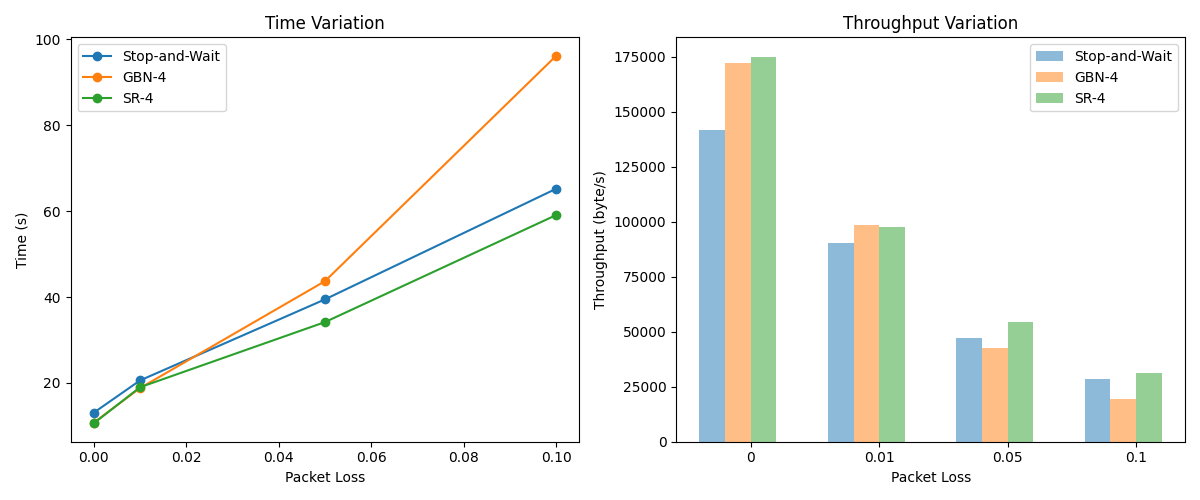 Time Variation
Time (s)
100
80
60
40
20
0.00 0.02 0.04 0.06 0.08 0.10
Packet Loss
Stop-and-Wait
GBN-4
SR-4
Throughput Variation
Throughput (byte/s)
175000
150000
125000
100000
75000
50000
25000
0
0 0.01 0.05 0.1
Packet Loss
Stop-and-Wait
GBN-4
SR-4